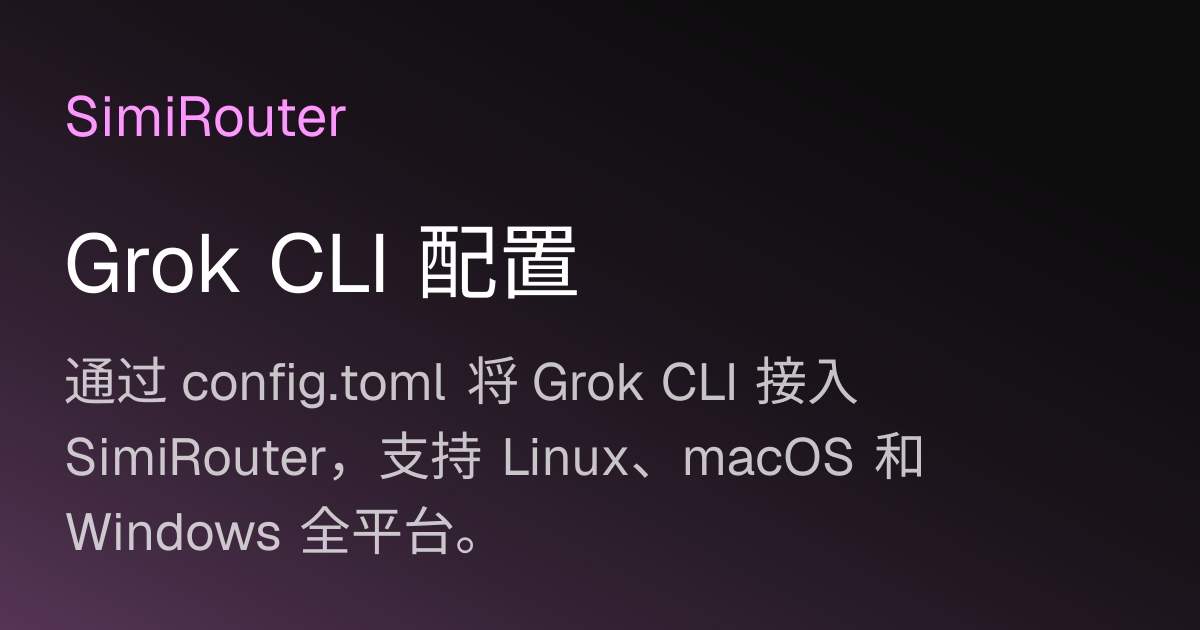 SimiRouter
Grok CLI 配置
通过 config.toml 将 Grok CLI 接入
SimiRouter，支持 Linux、macOS 和
Windows 全平台。